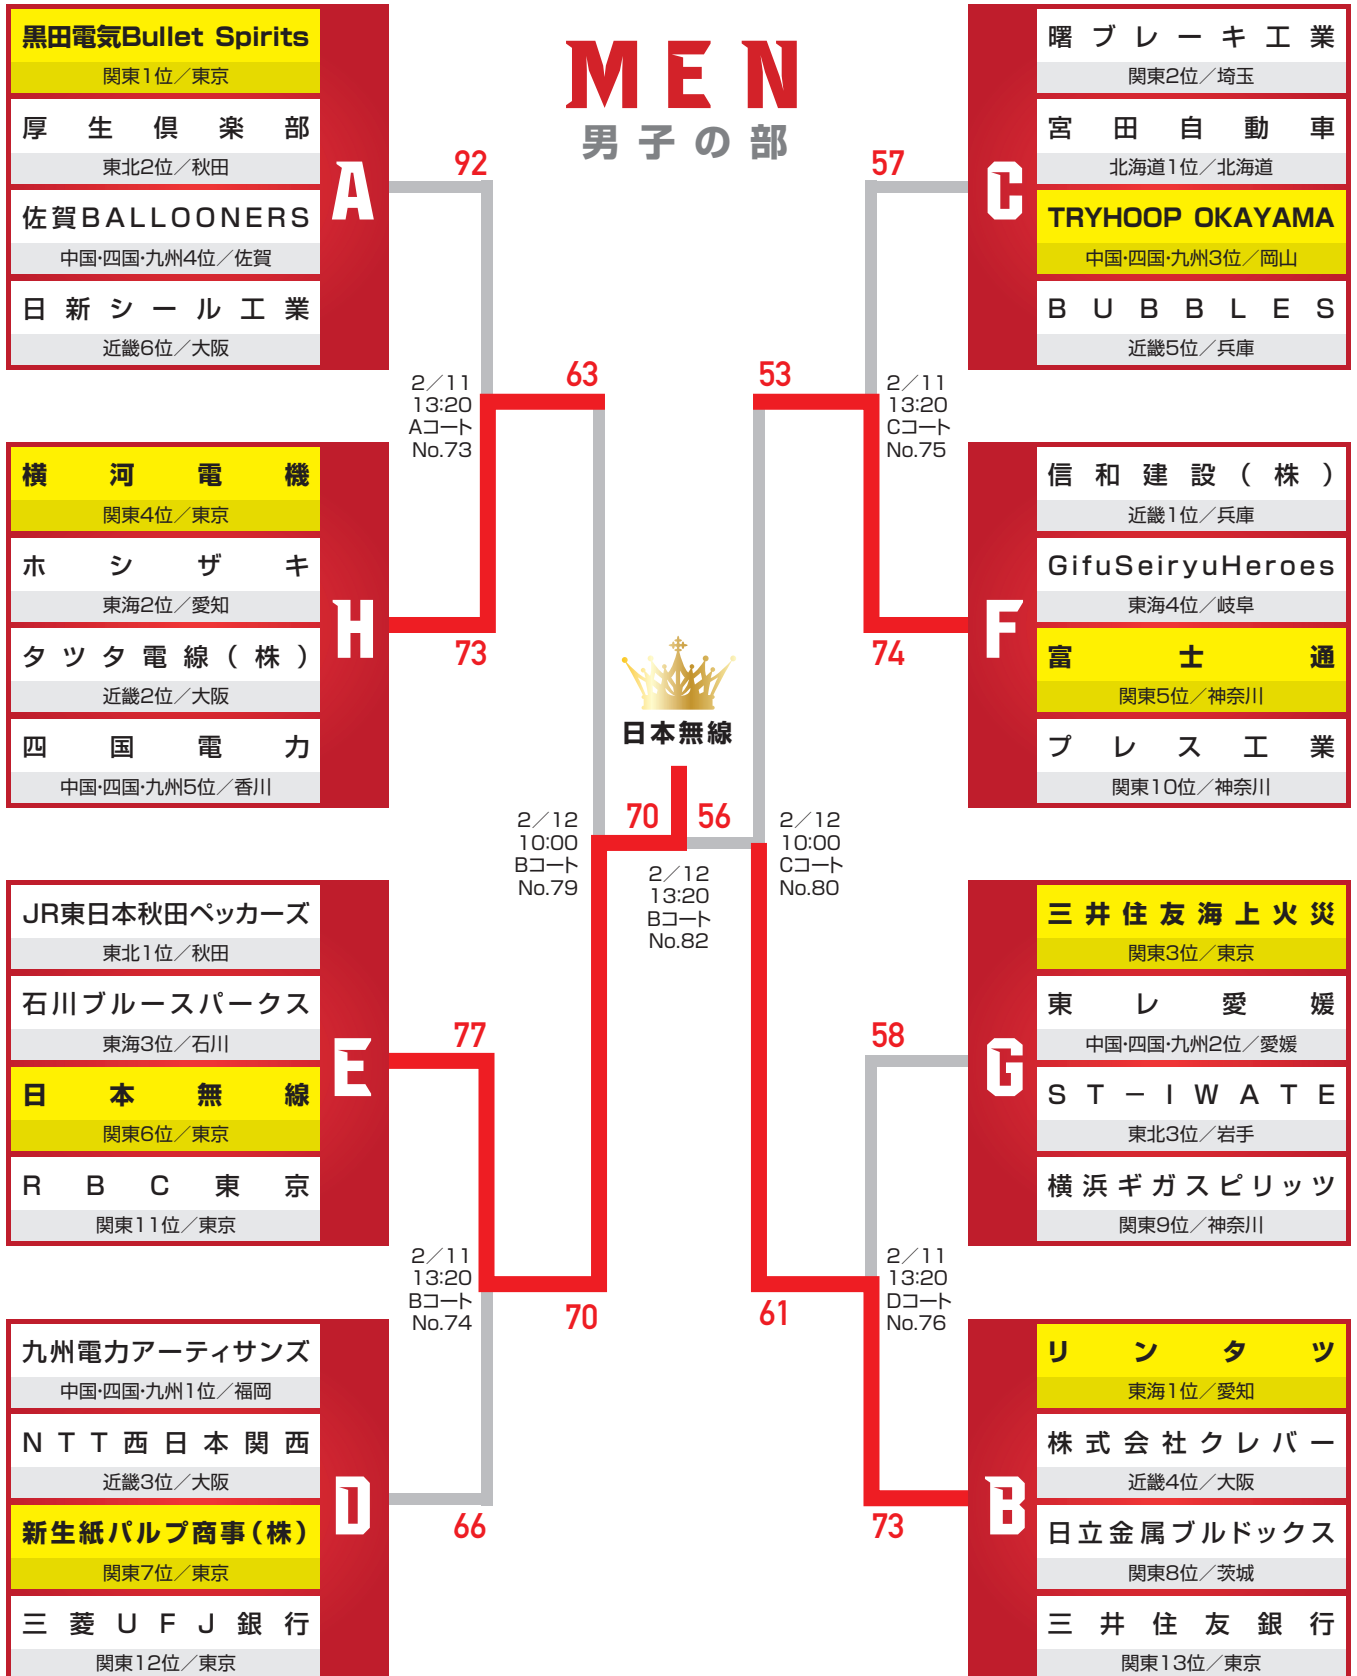 MEN
男子の部
黒田電気Bullet Spirits
関東1位／東京
厚生倶楽部
東北2位／秋田
佐賀BALLOONERS
中国・四国・九州4位／佐賀
日新シール工業
近畿6位／大阪
A
92
2／11
13:20
Aコート
No.73
63
横河電機
関東4位／東京
ホシザキ
東海2位／愛知
タツタ電線（株）
近畿2位／大阪
四国電力
中国・四国・九州5位／香川
H
73
JR東日本秋田ペッカーズ
東北1位／秋田
石川ブルースパークス
東海3位／石川
日本無線
関東6位／東京
RBC東京
関東11位／東京
E
77
2／11
13:20
Bコート
No.74
70
九州電力アーティサンズ
中国・四国・九州1位／福岡
NTT西日本関西
近畿3位／大阪
新生紙パルプ商事（株）
関東7位／東京
三菱UFJ銀行
関東12位／東京
D
66
2／12
10:00
Bコート
No.79
日本無線
70
56
2／12
13:20
Bコート
No.82
2／12
10:00
Cコート
No.80
曙ブレーキ工業
関東2位／埼玉
宮田自動車
北海道1位／北海道
TRYHOOP OKAYAMA
中国・四国・九州3位／岡山
BUBBLES
近畿5位／兵庫
C
57
53
2／11
13:20
Cコート
No.75
信和建設（株）
近畿1位／兵庫
GifuSeiryuHeroes
東海4位／岐阜
富士通
関東5位／神奈川
プレス工業
関東10位／神奈川
F
74
三井住友海上火災
関東3位／東京
東レ愛媛
中国・四国・九州2位／愛媛
ST－IWATE
東北3位／岩手
横浜ギガスピリッツ
関東9位／神奈川
G
58
2／11
13:20
Dコート
No.76
61
リンタツ
東海1位／愛知
株式会社クレバー
近畿4位／大阪
日立金属ブルドックス
関東8位／茨城
三井住友銀行
関東13位／東京
B
73